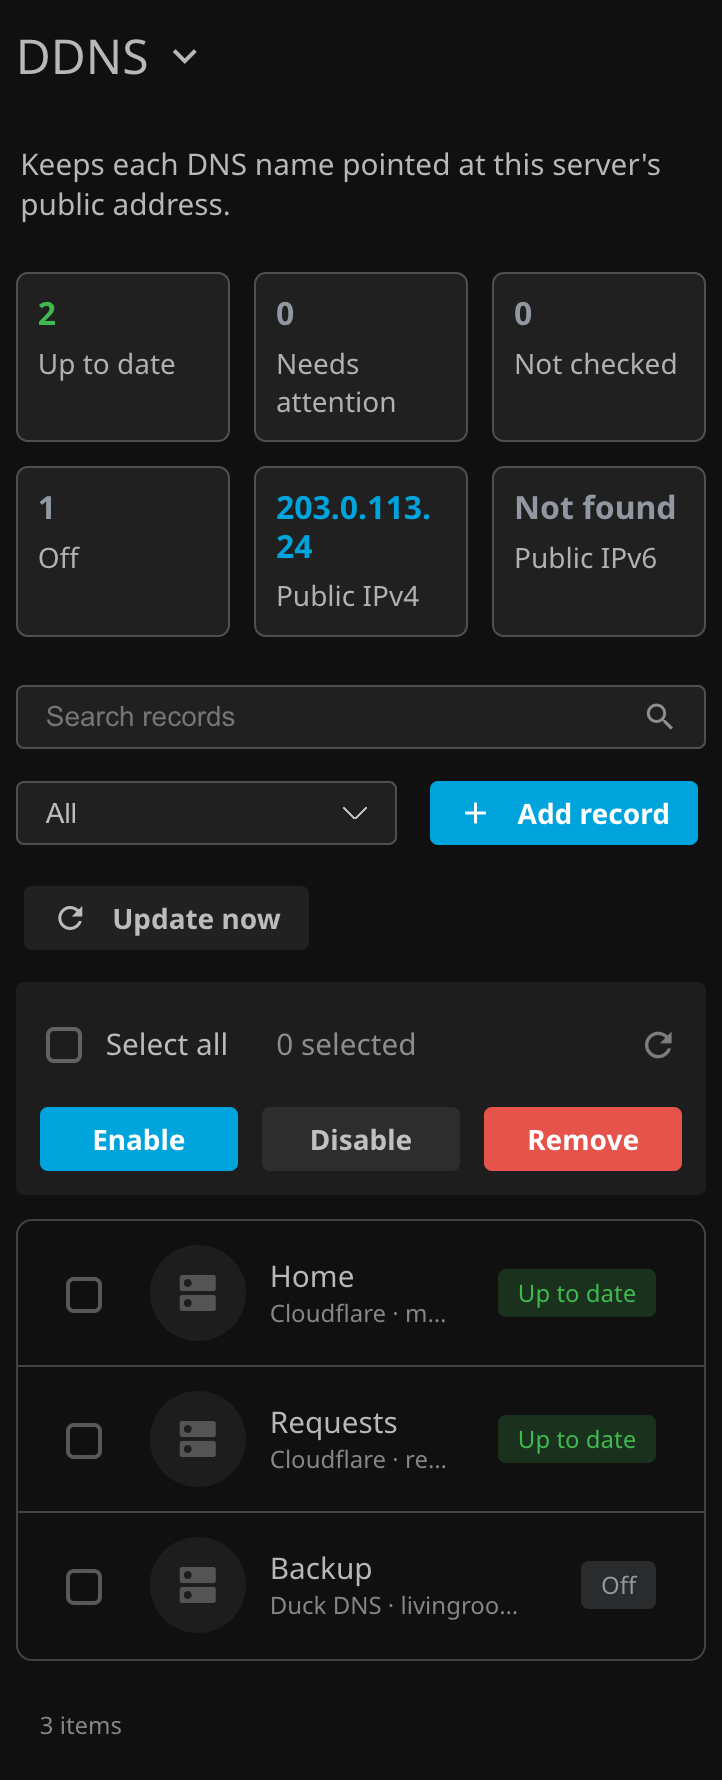 DDNS
Keeps each DNS name pointed at this server's
public address.
2
Up to date
0
Needs
attention
0
Not checked
1
Off
203.0.113.
24
Public IPv4
Not found
Public IPv6
Search records
All
Add record
Update now
Select all
0 selected
Enable
Disable
Remove
Home
Cloudflare · m...
Up to date
Requests
Cloudflare · re...
Up to date
Backup
Duck DNS · livingroo...
Off
3 items